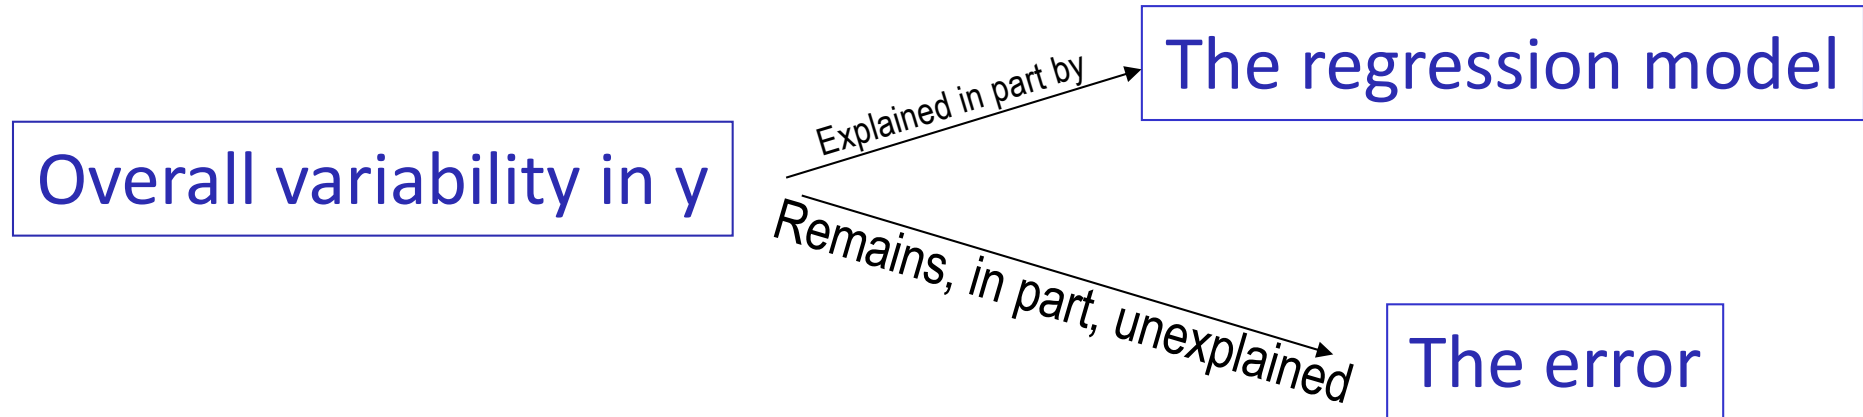 The regression model
Explained in part by
Overall variability in y
Remains, in part, unexplained
The error